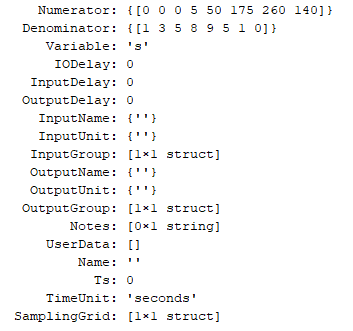 Numerator: {[0 0 0 5 50 175 260 140]}
Denominator: {[1 3 5 8 9 5 1 0]}
Variable: 's'
IODelay: 0
InputDelay: 0
OutputDelay: 0
InputName: {''}
InputUnit: {''}
InputGroup: [1×1 struct]
OutputName: {''}
OutputUnit: {''}
OutputGroup: [1×1 struct]
Notes: [0×1 string]
UserData: []
Name: ''
Ts: 0
TimeUnit: 'seconds'
SamplingGrid: [1×1 struct]